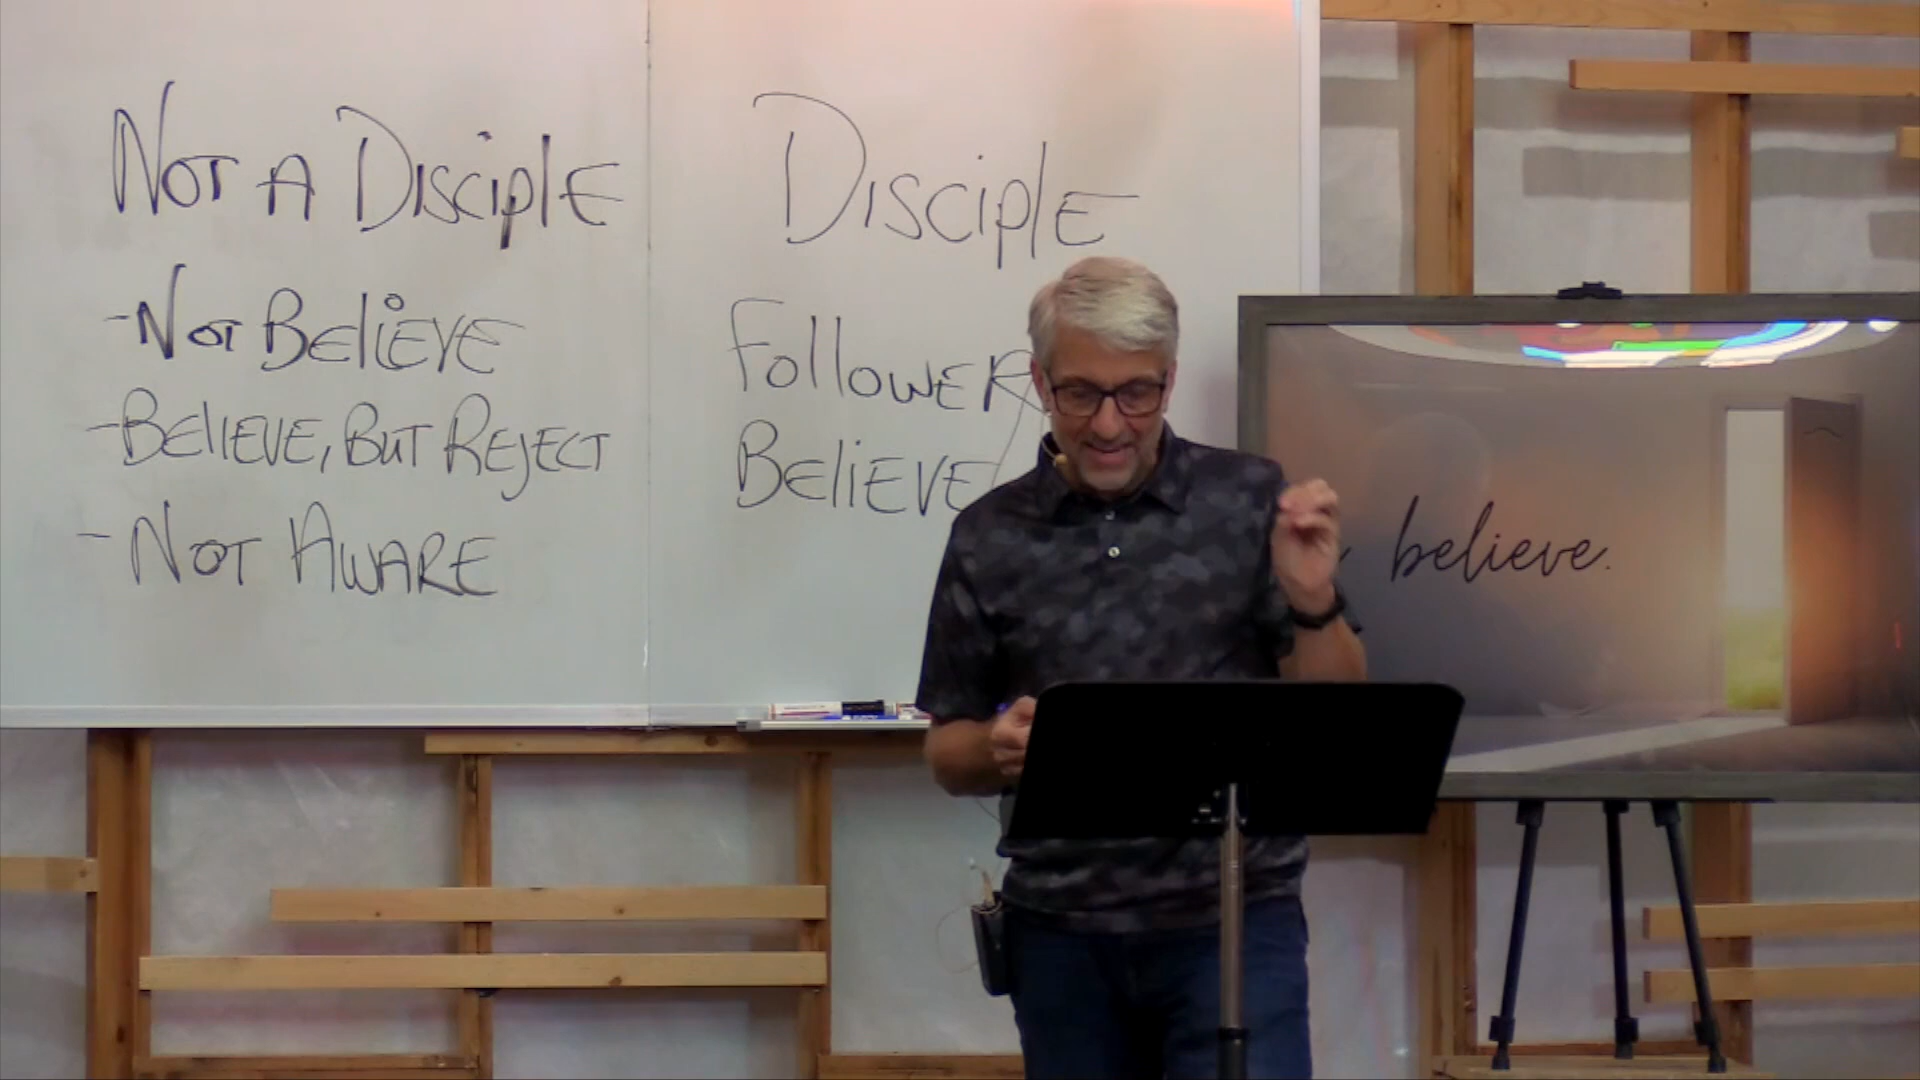 Not A Disciple
- Not Believe
- Believe, But Reject
- Not Aware
Disciple
Follower
Believe
believe.